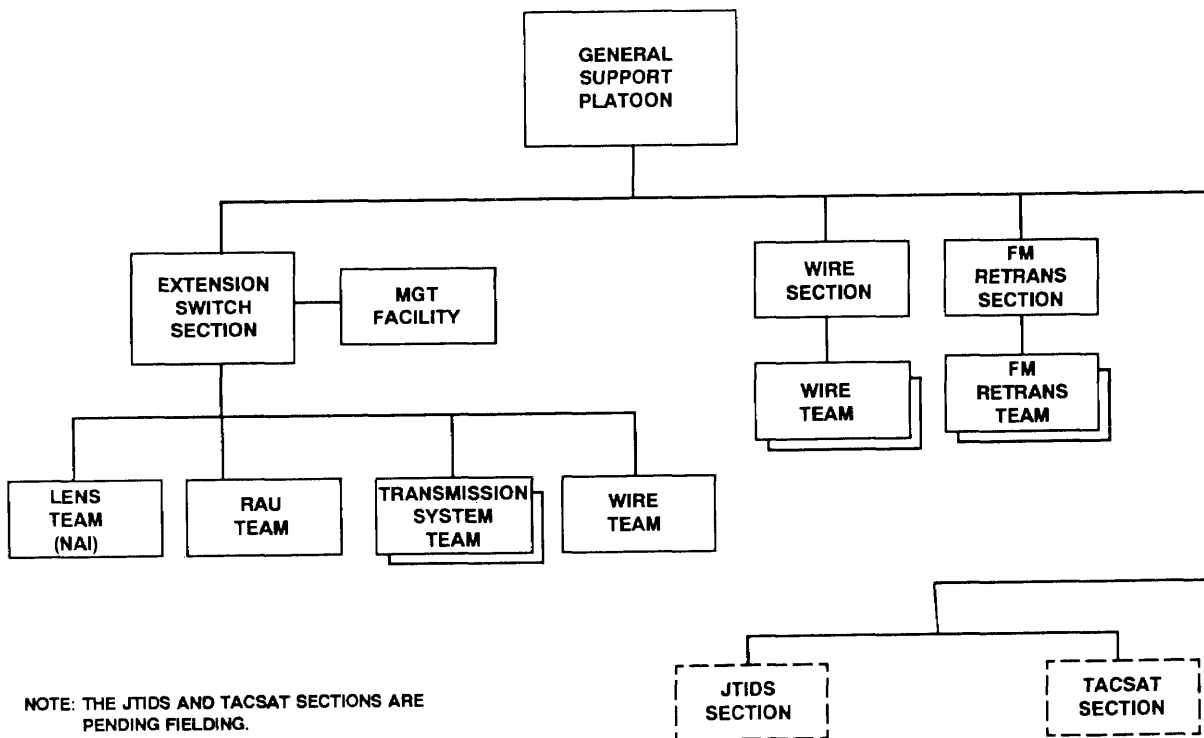 GENERAL
SUPPORT
PLATOON
EXTENSION
SWITCH
SECTION
MGT
FACILITY
WIRE
SECTION
FM
RETRANS
SECTION
WIRE
TEAM
FM
RETRANS
TEAM
LENS
TEAM
(NAI)
RAU
TEAM
TRANSMISSION
SYSTEM
TEAM
WIRE
TEAM
JTIDS
SECTION
TACSAT
SECTION
NOTE: THE JTIDS AND TACSAT SECTIONS ARE
PENDING FIELDING.